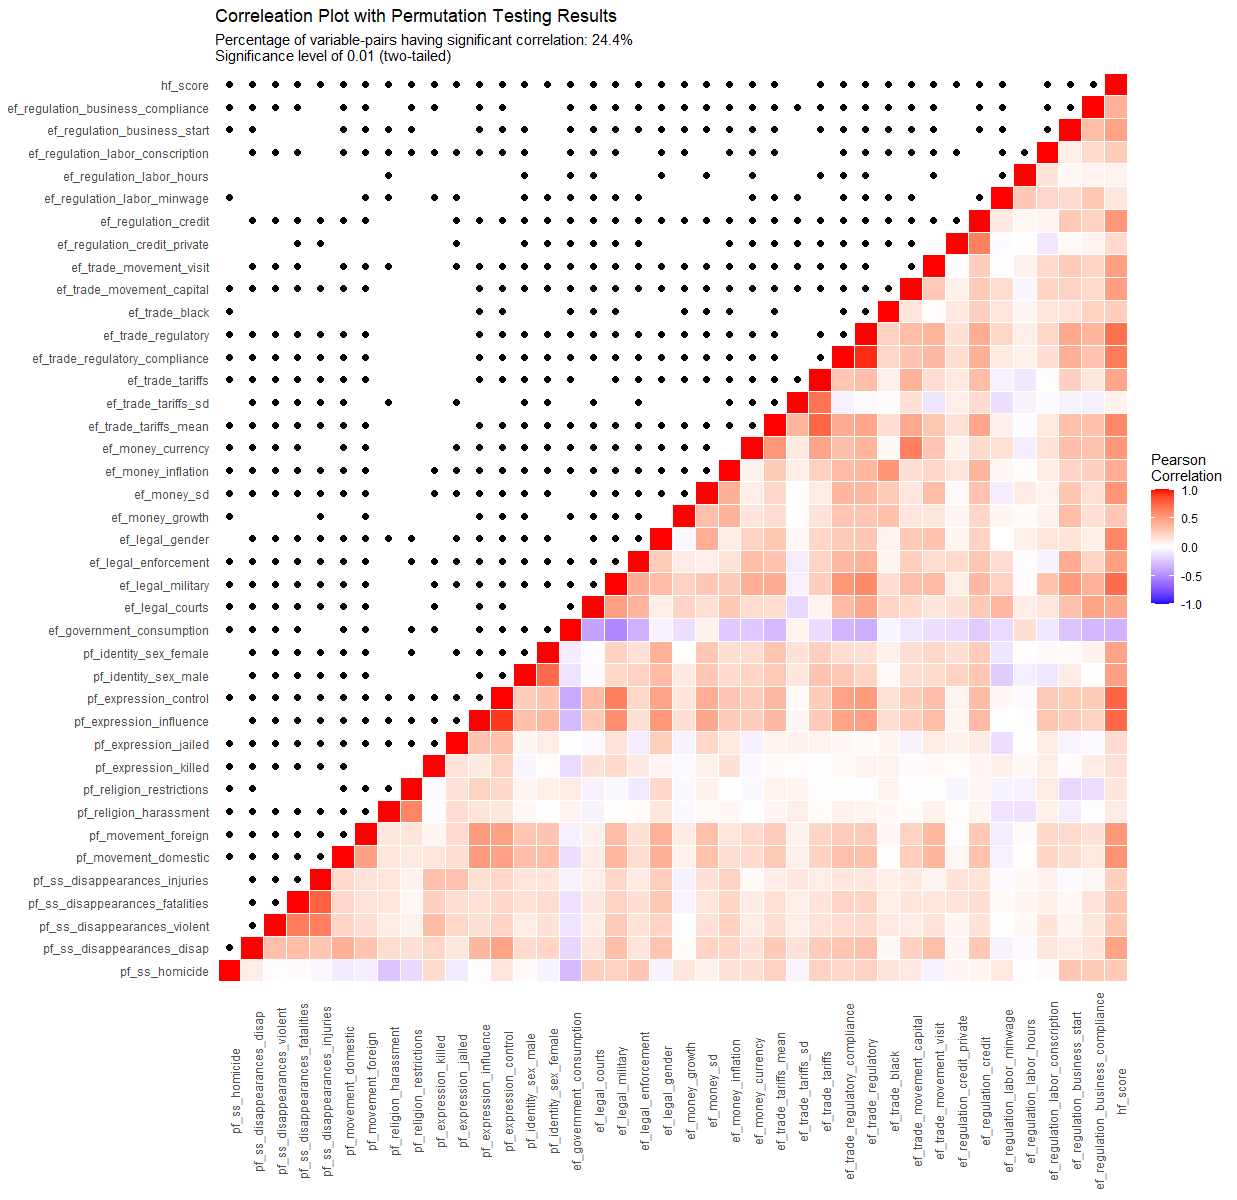 Correleation Plot with Permutation Testing Results
Percentage of variable-pairs having significant correlation: 24.4%
Significance level of 0.01 (two-tailed)
hf_score
ef_regulation_business_compliance
ef_regulation_business_start
ef_regulation_labor_conscription
ef_regulation_labor_hours
ef_regulation_labor_minwage
ef_regulation_credit
ef_regulation_credit_private
ef_trade_movement_visit
ef_trade_movement_capital
ef_trade_black
ef_trade_regulatory
ef_trade_regulatory_compliance
ef_trade_tariffs
ef_trade_tariffs_sd
ef_trade_tariffs_mean
ef_money_currency
ef_money_inflation
ef_money_sd
ef_money_growth
ef_legal_gender
ef_legal_enforcement
ef_legal_military
ef_legal_courts
ef_government_consumption
pf_identity_sex_female
pf_identity_sex_male
pf_expression_control
pf_expression_influence
pf_expression_jailed
pf_expression_killed
pf_religion_restrictions
pf_religion_harassment
pf_movement_foreign
pf_movement_domestic
pf_ss_disappearances_injuries
pf_ss_disappearances_fatalities
pf_ss_disappearances_violent
pf_ss_disappearances_disap
pf_ss_homicide
pf_ss_homicide
pf_ss_disappearances_disap
pf_ss_disappearances_violent
pf_ss_disappearances_fatalities
pf_ss_disappearances_injuries
pf_movement_domestic
pf_movement_foreign
pf_religion_harassment
pf_religion_restrictions
pf_expression_killed
pf_expression_jailed
pf_expression_influence
pf_expression_control
pf_identity_sex_male
pf_identity_sex_female
ef_government_consumption
ef_legal_courts
ef_legal_military
ef_legal_enforcement
ef_legal_gender
ef_money_growth
ef_money_sd
ef_money_inflation
ef_money_currency
ef_trade_tariffs_mean
ef_trade_tariffs_sd
ef_trade_tariffs
ef_trade_regulatory_compliance
ef_trade_regulatory
ef_trade_black
ef_trade_movement_capital
ef_trade_movement_visit
ef_regulation_credit_private
ef_regulation_credit
ef_regulation_labor_minwage
ef_regulation_labor_hours
ef_regulation_labor_conscription
ef_regulation_business_start
ef_regulation_business_compliance
hf_score
Pearson
Correlation
1.0
0.5
0.0
-0.5
-1.0